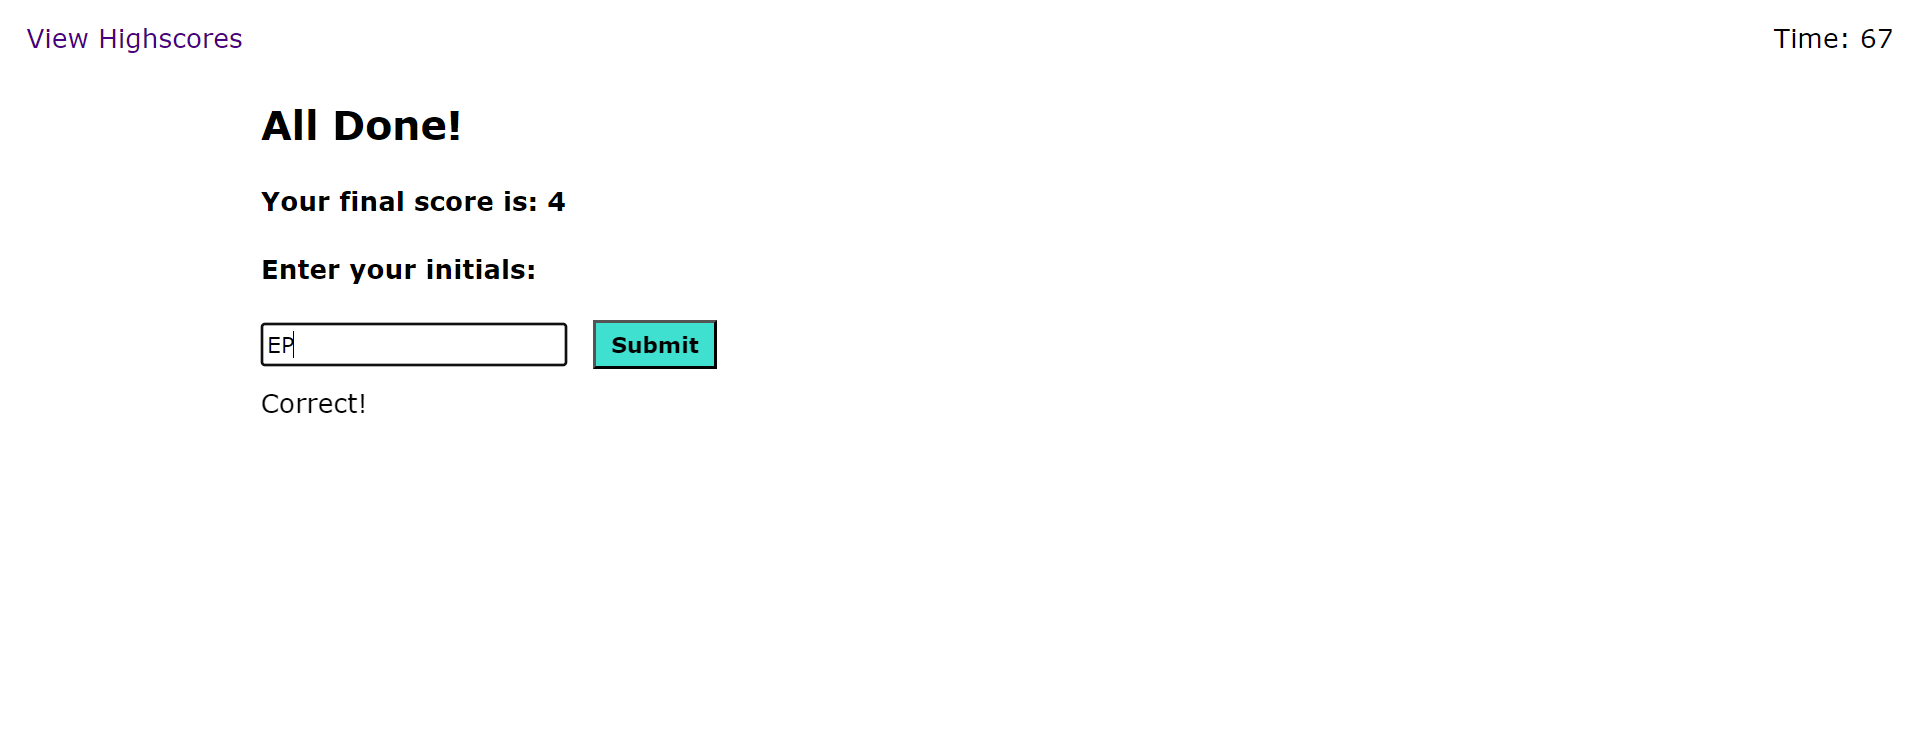 View Highscores
Time: 67
All Done!
Your final score is: 4
Enter your initials:
EP
Submit
Correct!